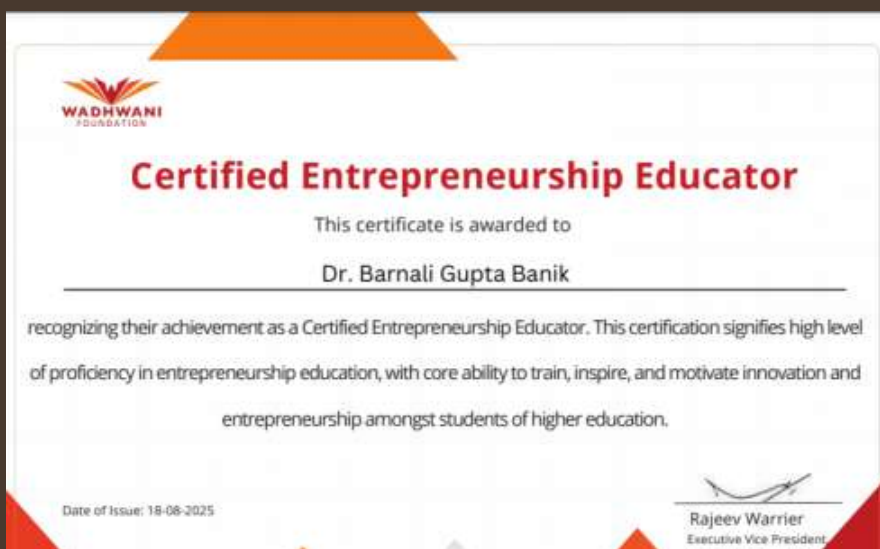 WADHWANI
FOUNDATION
Certified Entrepreneurship Educator
This certificate is awarded to
Dr. Barnali Gupta Banik
recognizing their achievement as a Certified Entrepreneurship Educator. This certification signifies high level
of proficiency in entrepreneurship education, with core ability to train, inspire, and motivate innovation and
entrepreneurship amongst students of higher education.
Date of Issue: 18-08-2025
Rajeev Warrier
Executive Vice President